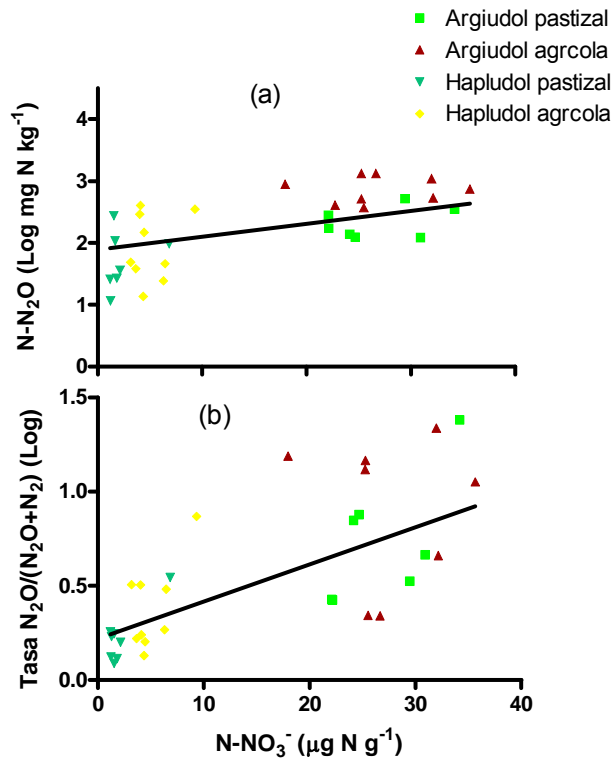 Argiudol pastizal
Argiudol agrcola
Hapludol pastizal
Hapludol agrcola
(a)
N-N₂O (Log mg N kg⁻¹)
4
3
2
1
0
(b)
Tasa N₂O/(N₂O+N₂) (Log)
1.5
1.0
0.5
0.0
0 10 20 30 40
N-NO₃⁻ (µg N g⁻¹)